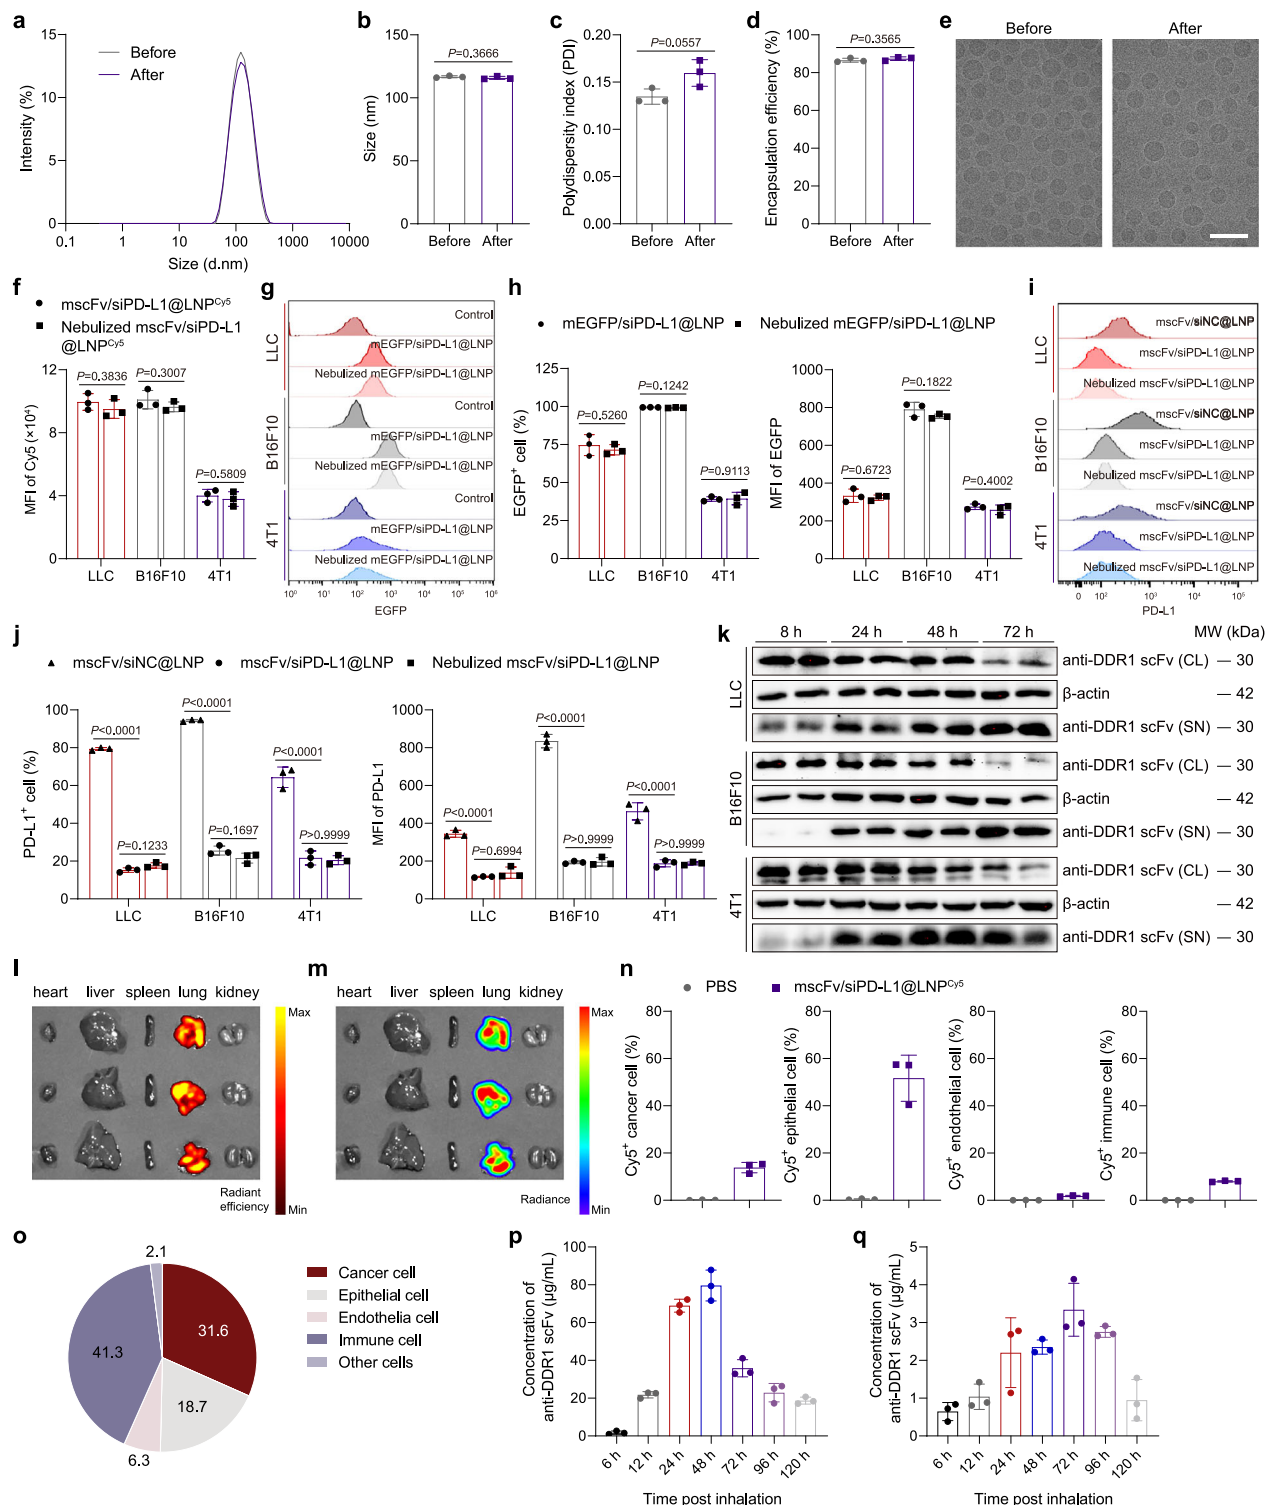 a
Before
After
Intensity (%)
15
10
5
0
0.1
1
10
100
1000
10000
Size (d.nm)
b
P=0.3666
Size (nm)
150
100
50
0
Before
After
c
P=0.0557
Polydispersity index (PDI)
0.20
0.15
0.10
0.05
0.00
Before
After
d
P=0.3565
Encapsulation efficiency (%)
100
80
60
40
20
0
Before
After
e
Before
After
f
mscFv/siPD-L1@LNPCy5
Nebulized mscFv/siPD-L1
@LNPCy5
MFI of Cy5 (×10⁴)
12
8
4
0
P=0.3836
P=0.3007
P=0.5809
LLC
B16F10
4T1
g
LLC
B16F10
4T1
Control
mEGFP/siPD-L1@LNP
Nebulized mEGFP/siPD-L1@LNP
Control
mEGFP/siPD-L1@LNP
Nebulized mEGFP/siPD-L1@LNP
Control
mEGFP/siPD-L1@LNP
Nebulized mEGFP/siPD-L1@LNP
10⁰
10¹
10²
10³
10⁴
10⁵
10⁶
EGFP
h
mEGFP/siPD-L1@LNP
Nebulized mEGFP/siPD-L1@LNP
EGFP⁺ cell (%)
125
100
75
50
25
0
P=0.5260
P=0.1242
P=0.9113
LLC
B16F10
4T1
MFI of EGFP
1000
800
600
400
200
0
P=0.6723
P=0.1822
P=0.4002
LLC
B16F10
4T1
i
LLC
B16F10
4T1
mscFv/siNC@LNP
mscFv/siPD-L1@LNP
Nebulized mscFv/siPD-L1@LNP
mscFv/siNC@LNP
mscFv/siPD-L1@LNP
Nebulized mscFv/siPD-L1@LNP
mscFv/siNC@LNP
mscFv/siPD-L1@LNP
Nebulized mscFv/siPD-L1@LNP
0
10²
10³
10⁴
10⁵
PD-L1
j
mscFv/siNC@LNP
mscFv/siPD-L1@LNP
Nebulized mscFv/siPD-L1@LNP
PD-L1⁺ cell (%)
100
80
60
40
20
0
P<0.0001
P=0.1233
P<0.0001
P=0.1697
P<0.0001
P>0.9999
LLC
B16F10
4T1
MFI of PD-L1
1000
800
600
400
200
0
P<0.0001
P=0.6994
P<0.0001
P>0.9999
P<0.0001
P>0.9999
LLC
B16F10
4T1
k
8 h
24 h
48 h
72 h
MW (kDa)
LLC
anti-DDR1 scFv (CL) — 30
β-actin — 42
anti-DDR1 scFv (SN) — 30
B16F10
anti-DDR1 scFv (CL) — 30
β-actin — 42
anti-DDR1 scFv (SN) — 30
4T1
anti-DDR1 scFv (CL) — 30
β-actin — 42
anti-DDR1 scFv (SN) — 30
l
heart liver spleen lung kidney
Max
Min
Radiant
efficiency
m
heart liver spleen lung kidney
Max
Min
Radiance
n
PBS
mscFv/siPD-L1@LNPCy5
Cy5⁺ cancer cell (%)
80
60
40
20
0
Cy5⁺ epithelial cell (%)
80
60
40
20
0
Cy5⁺ endothelial cell (%)
80
60
40
20
0
Cy5⁺ immune cell (%)
80
60
40
20
0
o
2.1
31.6
18.7
6.3
41.3
Cancer cell
Epithelial cell
Endothelia cell
Immune cell
Other cells
p
Concentration of
anti-DDR1 scFv (μg/mL)
100
80
60
40
20
0
6 h
12 h
24 h
48 h
72 h
96 h
120 h
Time post inhalation
q
Concentration of
anti-DDR1 scFv (μg/mL)
5
4
3
2
1
0
6 h
12 h
24 h
48 h
72 h
96 h
120 h
Time post inhalation